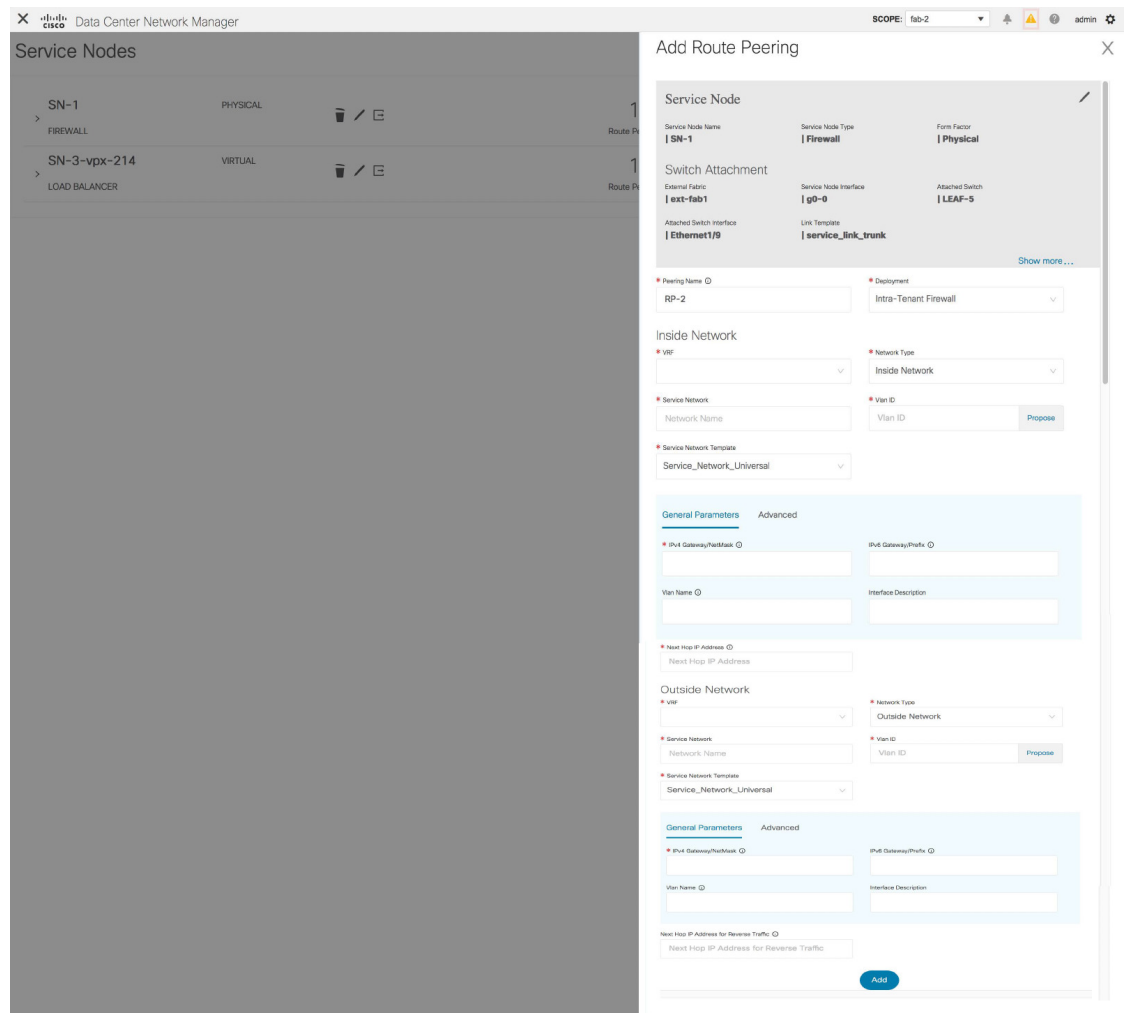 CISCO Data Center Network Manager
SCOPE: fab-2 admin
Service Nodes
SN-1 PHYSICAL 1
FIREWALL Route Pe
SN-3-vpx-214 VIRTUAL 1
LOAD BALANCER Route Pe
Add Route Peering
Service Node
Service Node Name Service Node Type Form Factor
| SN-1 | Firewall | Physical
Switch Attachment
External Fabric Service Node Interface Attached Switch
| ext-fab1 | g0-0 | LEAF-5
Attached Switch Interface Link Template
| Ethernet1/9 | service_link_trunk
Show more...
* Peering Name * Deployment
RP-2 Intra-Tenant Firewall
Inside Network
* VRF * Network Type
Inside Network
* Service Network * Vlan ID
Network Name Vlan ID Propose
* Service Network Template
Service_Network_Universal
General Parameters Advanced
* IPv4 Gateway/NetMask IPv6 Gateway/Prefix
Vlan Name Interface Description
* Next Hop IP Address
Next Hop IP Address
Outside Network
* VRF * Network Type
Outside Network
* Service Network * Vlan ID
Network Name Vlan ID Propose
* Service Network Template
Service_Network_Universal
General Parameters Advanced
* IPv4 Gateway/NetMask IPv6 Gateway/Prefix
Vlan Name Interface Description
Next Hop IP Address for Reverse Traffic
Next Hop IP Address for Reverse Traffic
Add